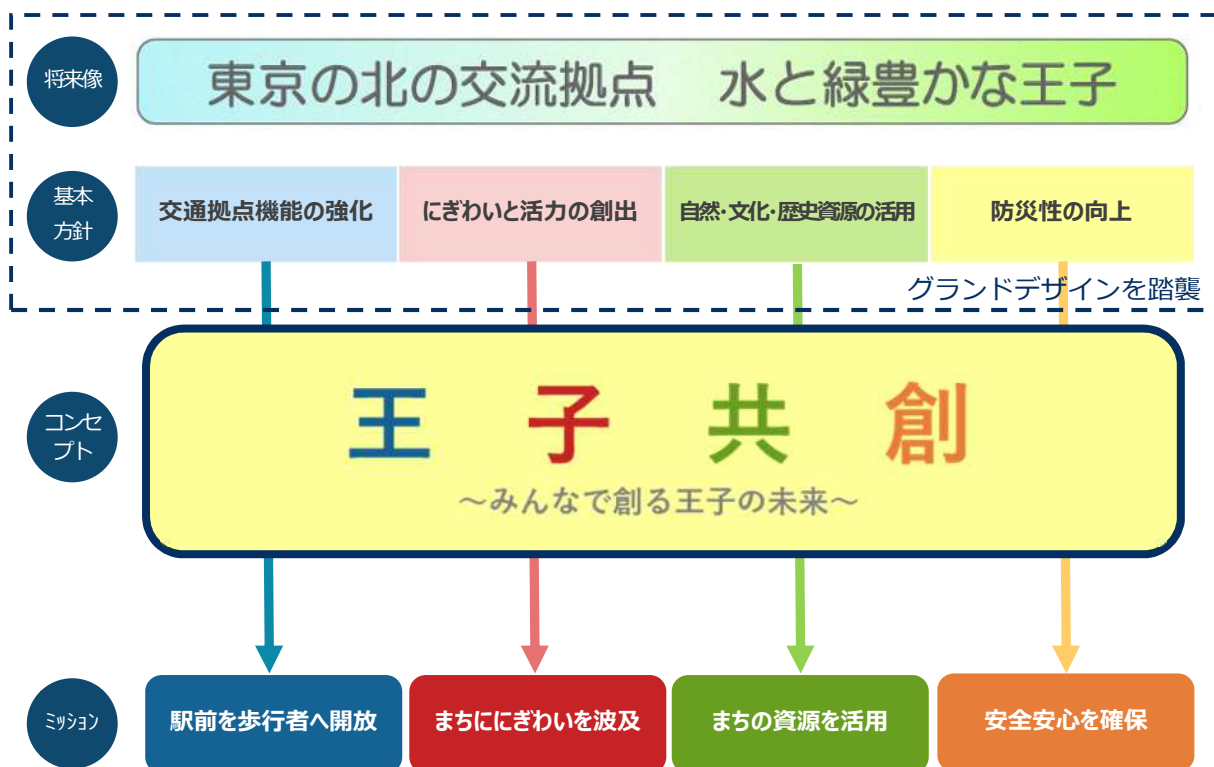 将来像
東京の北の交流拠点　水と緑豊かな王子
基本
方針
交通拠点機能の強化
にぎわいと活力の創出
自然・文化・歴史資源の活用
防災性の向上
グランドデザインを踏襲
コンセ
プト
王子共創
～みんなで創る王子の未来～
ミッション
駅前を歩行者へ開放
まちににぎわいを波及
まちの資源を活用
安全安心を確保